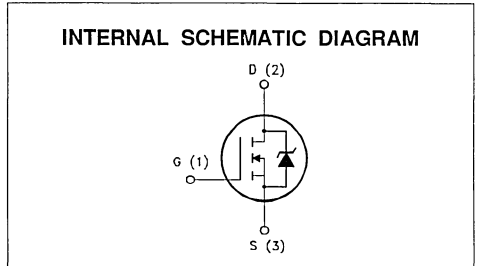 INTERNAL SCHEMATIC DIAGRAM
D (2)
G (1)
S (3)